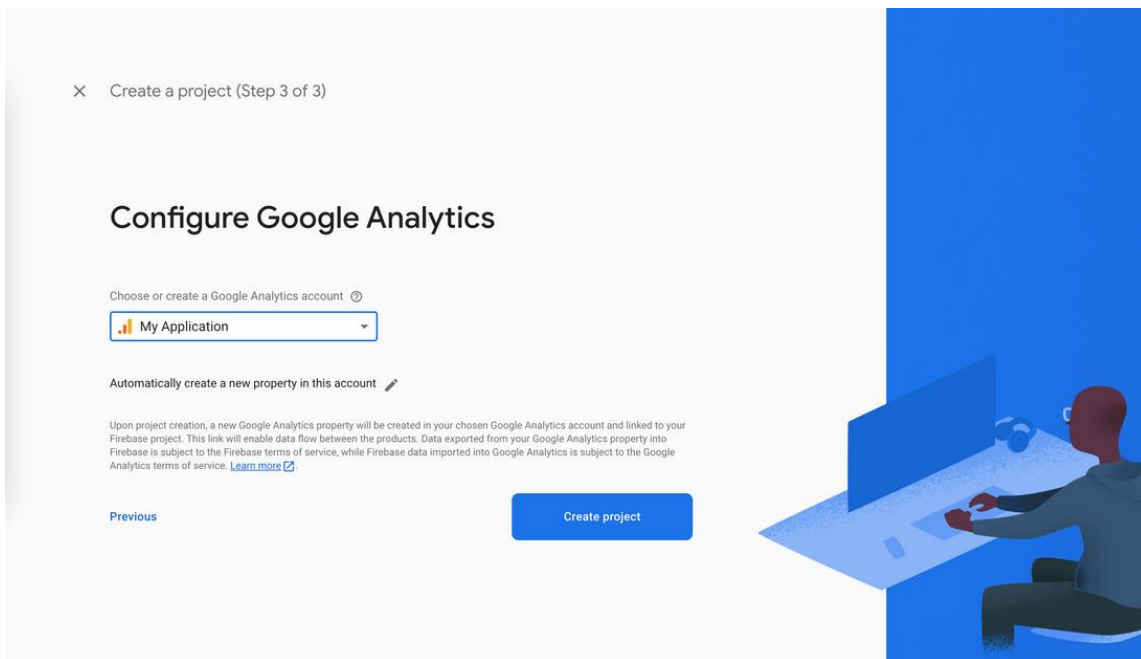 Create a project (Step 3 of 3)
Configure Google Analytics
Choose or create a Google Analytics account
My Application
Automatically create a new property in this account
Upon project creation, a new Google Analytics property will be created in your chosen Google Analytics account and linked to your
Firebase project. This link will enable data flow between the products. Data exported from your Google Analytics property into
Firebase is subject to the Firebase terms of service, while Firebase data imported into Google Analytics is subject to the Google
Analytics terms of service. Learn more.
Previous
Create project